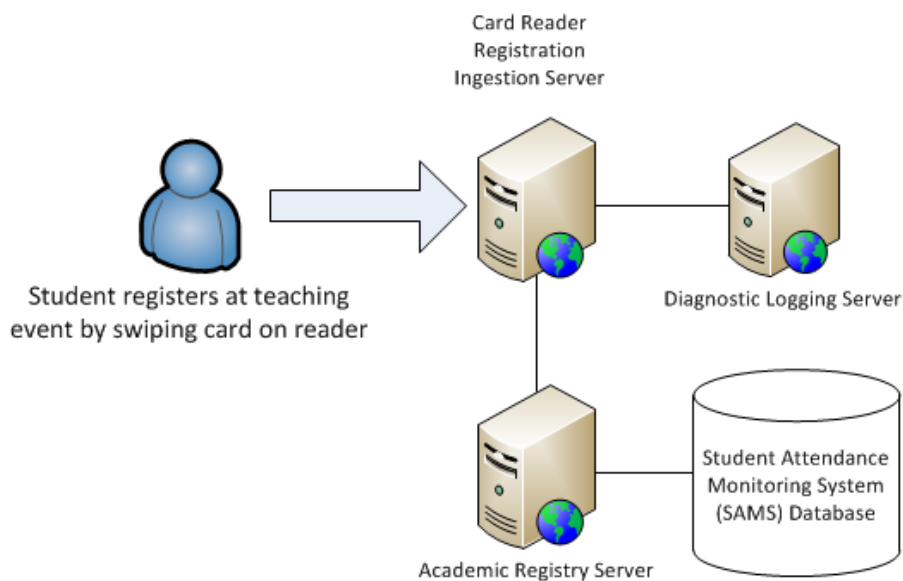 Card Reader
Registration
Ingestion Server
Student registers at teaching
event by swiping card on reader
Diagnostic Logging Server
Student Attendance
Monitoring System
(SAMS) Database
Academic Registry Server